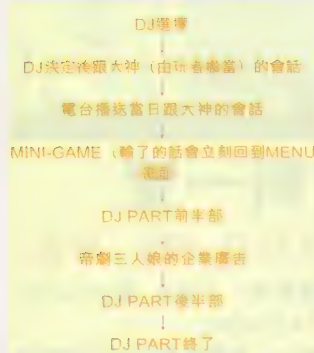 DJ選擇
DJ決定後跟大神（由玩者擔當）的會話
電台播送當日跟大神的會話
MINI-GAME（輸了的話會立刻回到MENU
畫面）
DJ PART前半部
帝劇三人娘的企業廣告
DJ PART後半部
DJ PART終了